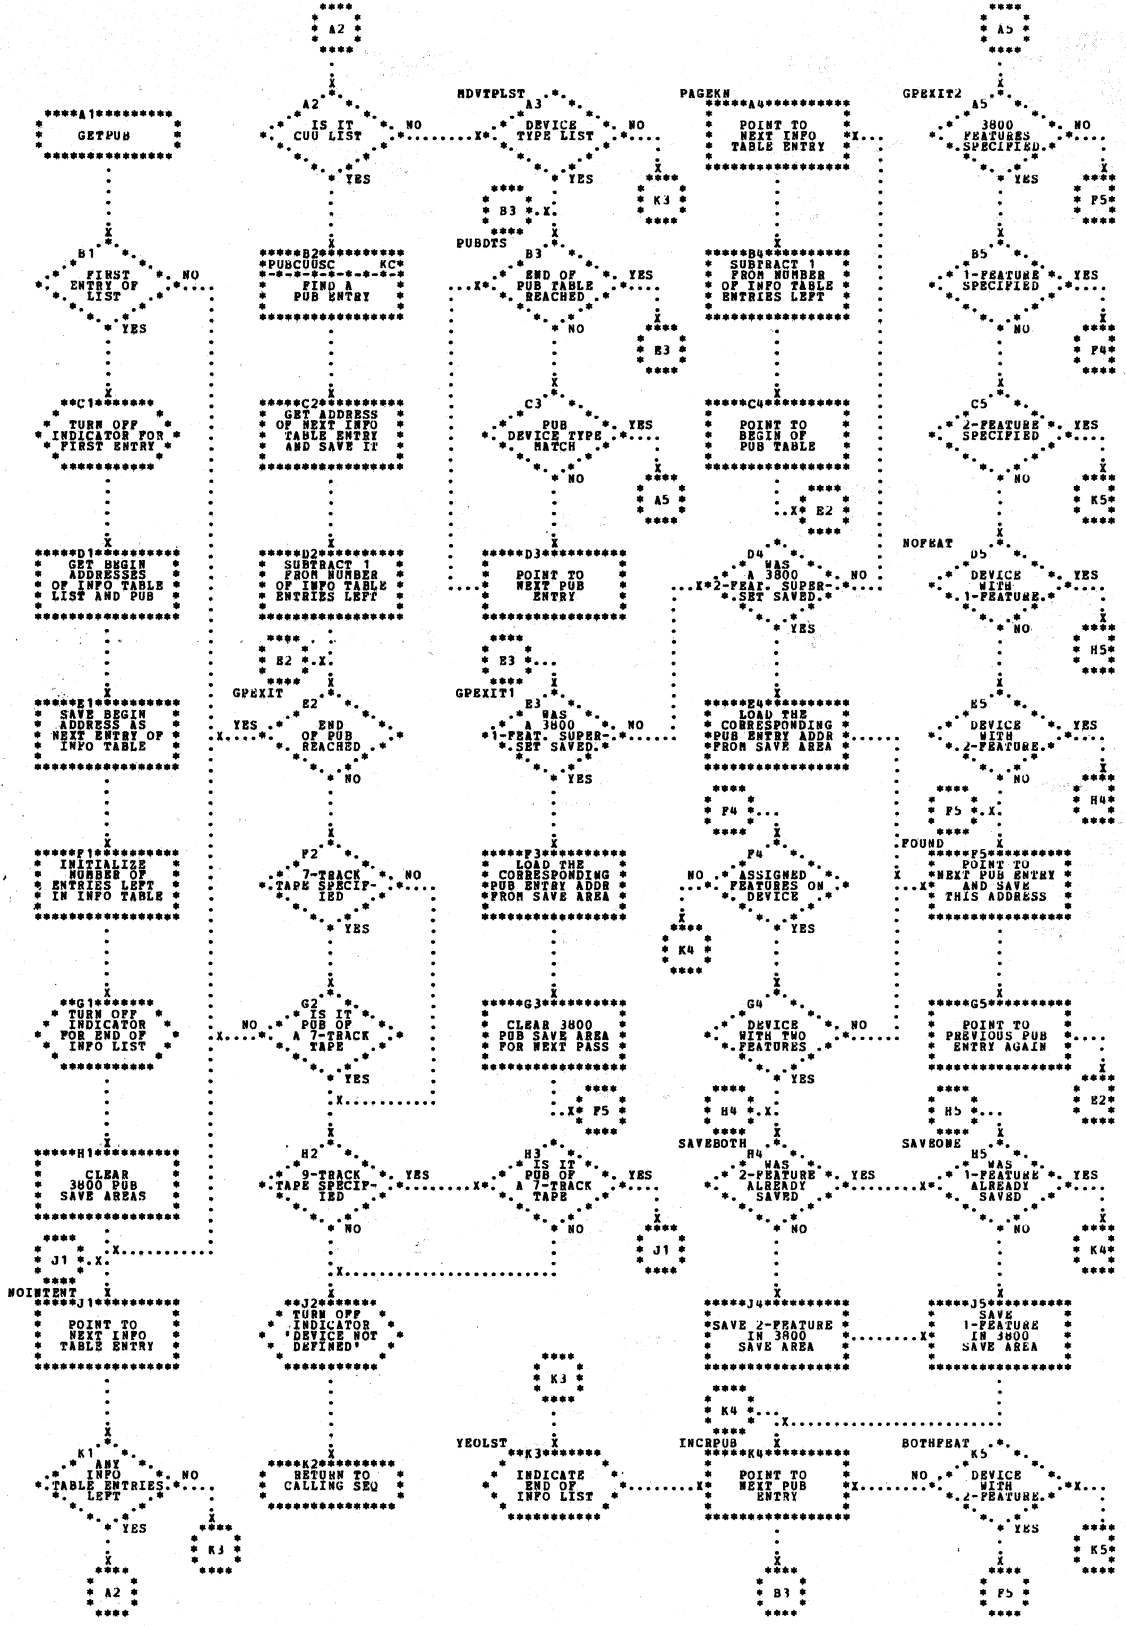 A2
A5
A1
GETPUB
A2
IS IT
CUU LIST
NO
YES
MDVTPLST
A3
DEVICE
TYPE LIST
NO
YES
K3
PAGEKN
A4
POINT TO
NEXT INFO
TABLE ENTRY
GPEXIT2
A5
3800
FEATURES
SPECIFIED
NO
YES
F5
B1
FIRST
ENTRY OF
LIST
NO
YES
B2
PUBCUUSC KC
FIND A
PUB ENTRY
B3
PUBDTS
B3
END OF
PUB TABLE
REACHED
YES
NO
E3
B4
SUBTRACT 1
FROM NUMBER
OF INFO TABLE
ENTRIES LEFT
B5
1-FEATURE
SPECIFIED
YES
NO
F4
C1
TURN OFF
INDICATOR FOR
FIRST ENTRY
C2
GET ADDRESS
OF NEXT INFO
TABLE ENTRY
AND SAVE IT
C3
PUB
DEVICE TYPE
MATCH
YES
NO
A5
C4
POINT TO
BEGIN OF
PUB TABLE
E2
C5
2-FEATURE
SPECIFIED
YES
NO
K5
D1
GET BEGIN
ADDRESSES
OF INFO TABLE
LIST AND PUB
D2
SUBTRACT 1
FROM NUMBER
OF INFO TABLE
ENTRIES LEFT
D3
POINT TO
NEXT PUB
ENTRY
D4
WAS
A 3800
2-FEAT. SUPER-
SET SAVED
NO
YES
NOFEAT
D5
DEVICE
WITH
1-FEATURE
YES
NO
H5
E1
SAVE BEGIN
ADDRESS AS
NEXT ENTRY OF
INFO TABLE
E2
GPEXIT
E2
END
OF PUB
REACHED
YES
NO
E3
GPEXIT1
E3
WAS
A 3800
1-FEAT. SUPER-
SET SAVED
NO
YES
E4
LOAD THE
CORRESPONDING
PUB ENTRY ADDR
FROM SAVE AREA
E5
DEVICE
WITH
2-FEATURE
YES
NO
H4
F1
INITIALIZE
NUMBER OF
ENTRIES LEFT
IN INFO TABLE
F2
7-TRACK
TAPE SPECIF-
IED
NO
YES
F3
LOAD THE
CORRESPONDING
PUB ENTRY ADDR
FROM SAVE AREA
F4
F4
ASSIGNED
FEATURES ON
DEVICE
NO
YES
K4
F5
FOUND
F5
POINT TO
NEXT PUB ENTRY
AND SAVE
THIS ADDRESS
G1
TURN OFF
INDICATOR
FOR END OF
INFO LIST
G2
IS IT
PUB OF
A 7-TRACK
TAPE
NO
YES
G3
CLEAR 3800
PUB SAVE AREA
FOR NEXT PASS
F5
G4
DEVICE
WITH TWO
FEATURES
NO
YES
G5
POINT TO
PREVIOUS PUB
ENTRY AGAIN
E2
H1
CLEAR
3800 PUB
SAVE AREAS
H2
9-TRACK
TAPE SPECIF-
IED
YES
NO
H3
IS IT
PUB OF
A 7-TRACK
TAPE
YES
NO
J1
H4
SAVEBOTH
H4
WAS
2-FEATURE
ALREADY
SAVED
YES
NO
H5
SAVEONE
H5
WAS
1-FEATURE
ALREADY
SAVED
YES
NO
K4
J1
NOINTENT
J1
POINT TO
NEXT INFO
TABLE ENTRY
J2
TURN OFF
INDICATOR
'DEVICE NOT
DEFINED'
J4
SAVE 2-FEATURE
IN 3800
SAVE AREA
J5
SAVE
1-FEATURE
IN 3800
SAVE AREA
K1
ANY
INFO
TABLE ENTRIES
LEFT
NO
YES
K3
A2
K2
RETURN TO
CALLING SEQ
K3
YEOLST
K3
INDICATE
END OF
INFO LIST
K4
INCRPUB
K4
POINT TO
NEXT PUB
ENTRY
B3
BOTHFEAT
K5
DEVICE
WITH
2-FEATURE
NO
YES
K5
F5